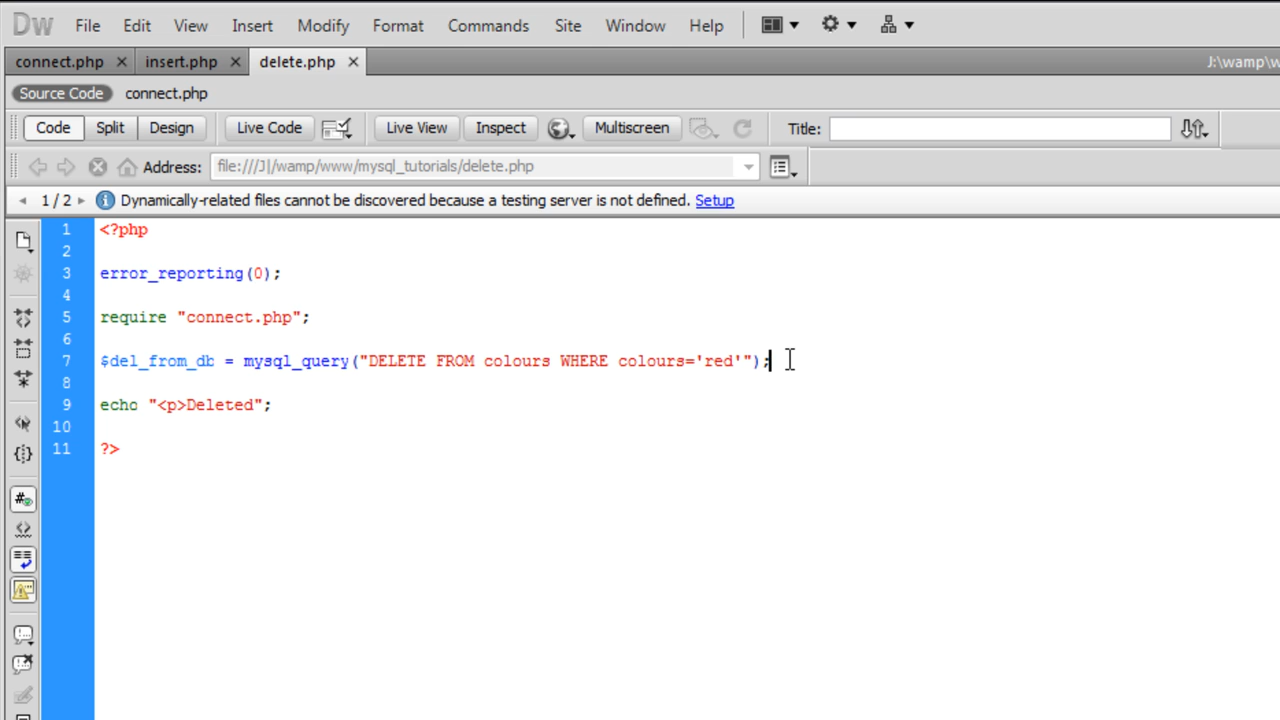 Dw File Edit View Insert Modify Format Commands Site Window Help
connect.php insert.php delete.php J:\wamp\w
Source Code connect.php
Code Split Design Live Code Live View Inspect Multiscreen Title:
Address: file:///J|/wamp/www/mysql_tutorials/delete.php
1 / 2 Dynamically-related files cannot be discovered because a testing server is not defined. Setup
1 <?php
2
3 error_reporting(0);
4
5 require "connect.php";
6
7 $del_from_db = mysql_query("DELETE FROM colours WHERE colours='red'");
8
9 echo "<p>Deleted";
10
11 ?>